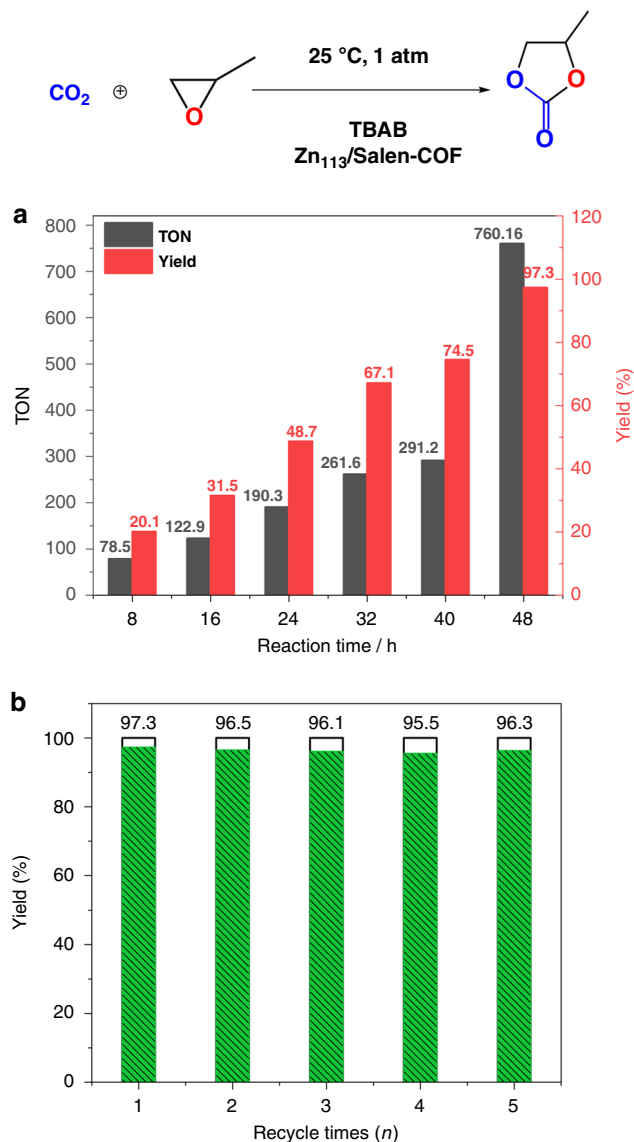 25 °C, 1 atm
CO2 ⊕
O
TBAB
Zn113/Salen-COF
O O
O
a
TON
Yield
800
700
600
500
400
300
200
100
0
TON
78.5
122.9
190.3
261.6
291.2
760.16
20.1
31.5
48.7
67.1
74.5
97.3
120
100
80
60
40
20
0
Yield (%)
8 16 24 32 40 48
Reaction time / h
b
97.3 96.5 96.1 95.5 96.3
100
80
60
40
20
0
Yield (%)
1 2 3 4 5
Recycle times (n)